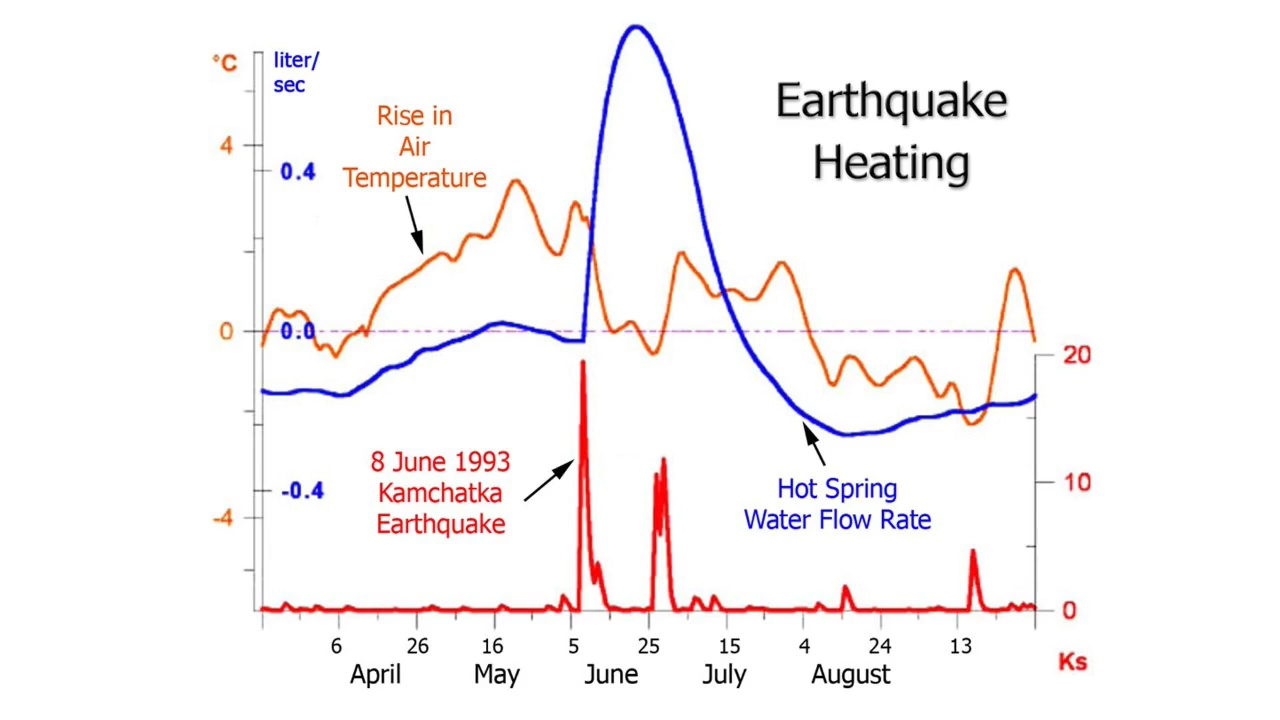 °C
liter/
sec
Earthquake
Heating
Rise in
Air
Temperature
4
0.4
0
0.0
20
8 June 1993
Kamchatka
Earthquake
-0.4
-4
Hot Spring
Water Flow Rate
10
0
6
26
16
5
25
15
4
24
13
April
May
June
July
August
Ks